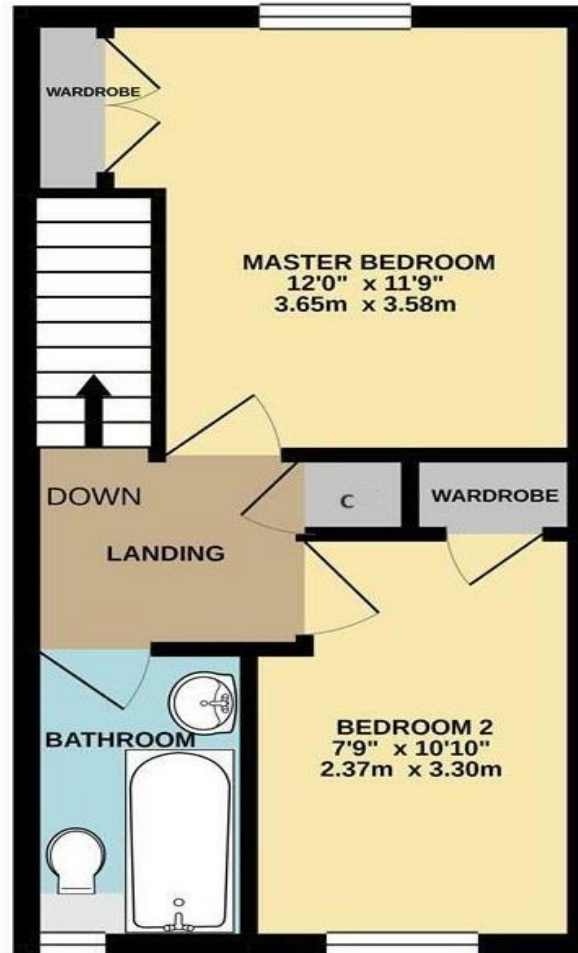 WARDROBE
MASTER BEDROOM
12'0" x 11'9"
3.65m x 3.58m
DOWN
C
WARDROBE
LANDING
BATHROOM
BEDROOM 2
7'9" x 10'10"
2.37m x 3.30m